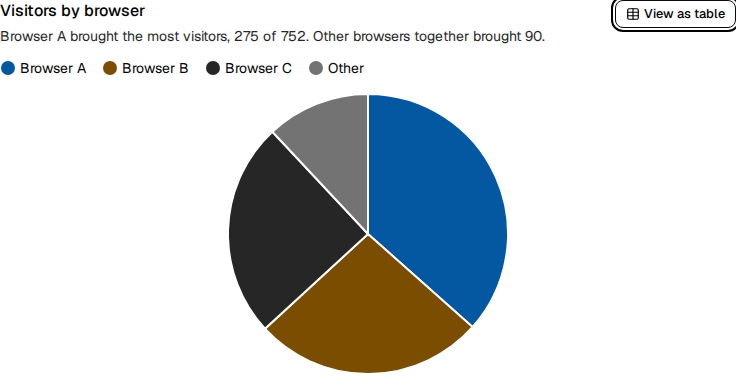 Visitors by browser
View as table
Browser A brought the most visitors, 275 of 752. Other browsers together brought 90.
Browser A
Browser B
Browser C
Other